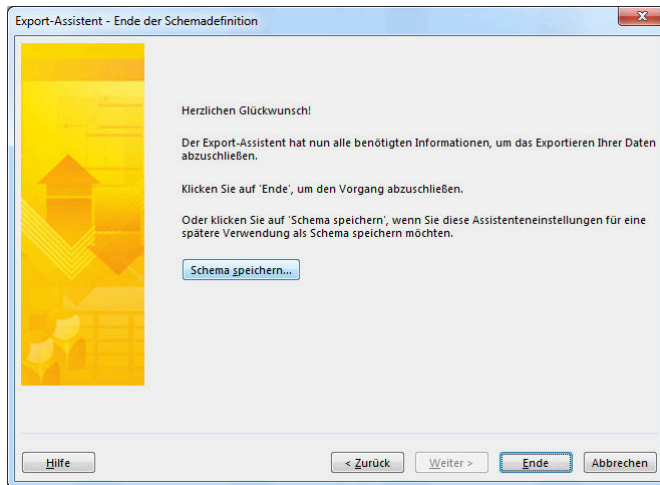 Export-Assistent - Ende der Schemadefinition
Herzlichen Glückwunsch!
Der Export-Assistent hat nun alle benötigten Informationen, um das Exportieren Ihrer Daten
abzuschließen.
Klicken Sie auf 'Ende', um den Vorgang abzuschließen.
Oder klicken Sie auf 'Schema speichern', wenn Sie diese Assistenteneinstellungen für eine
spätere Verwendung als Schema speichern möchten.
Schema speichern...
Hilfe
< Zurück
Weiter >
Ende
Abbrechen